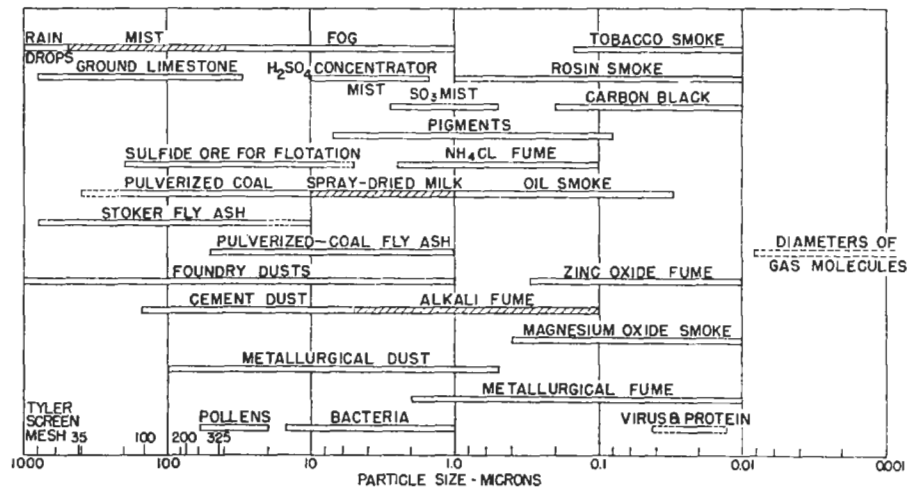 RAIN MIST FOG TOBACCO SMOKE
DROPS
GROUND LIMESTONE H₂SO₄ CONCENTRATOR ROSIN SMOKE
MIST SO₃ MIST CARBON BLACK
PIGMENTS
SULFIDE ORE FOR FLOTATION NH₄CL FUME
PULVERIZED COAL SPRAY-DRIED MILK OIL SMOKE
STOKER FLY ASH
PULVERIZED-COAL FLY ASH DIAMETERS OF
GAS MOLECULES
FOUNDRY DUSTS ZINC OXIDE FUME
CEMENT DUST ALKALI FUME
MAGNESIUM OXIDE SMOKE
METALLURGICAL DUST
METALLURGICAL FUME
TYLER
SCREEN
MESH 35 100 200 325
POLLENS BACTERIA VIRUS & PROTEIN
1000 100 10 1.0 0.1 0.01 0.001
PARTICLE SIZE - MICRONS